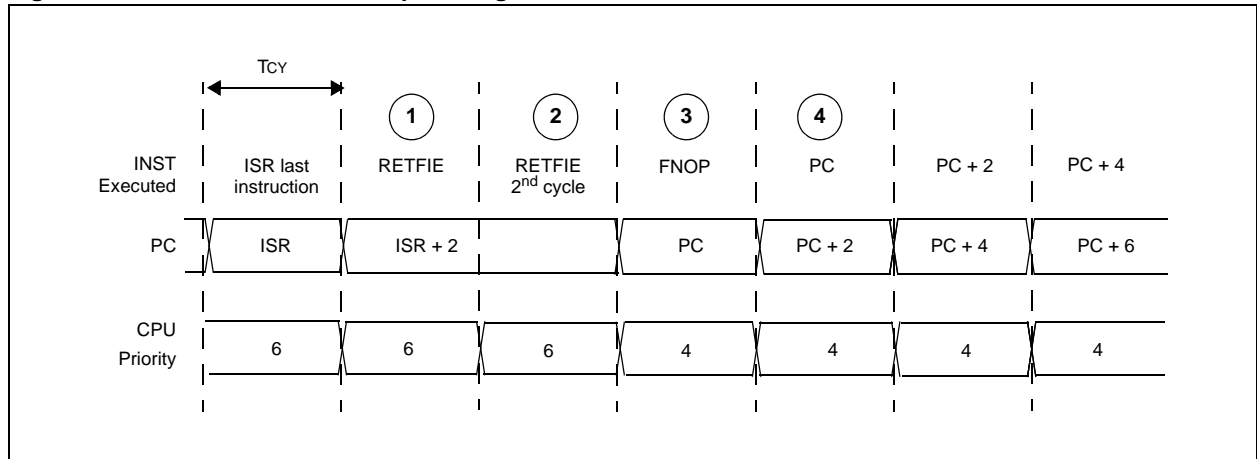 TCY
1 2 3 4
INST Executed
ISR last instruction
RETFIE
RETFIE 2nd cycle
FNOP
PC
PC + 2
PC + 4
PC
ISR
ISR + 2
PC
PC + 2
PC + 4
PC + 6
CPU Priority
6
6
6
4
4
4
4